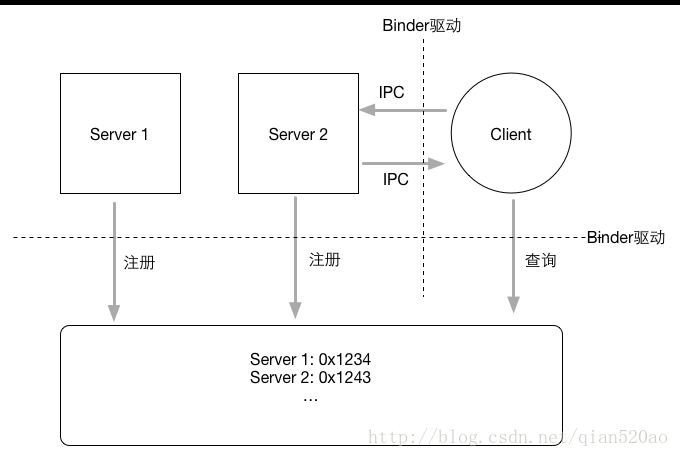 Binder驱动
IPC
Server 1
Server 2
Client
IPC
Binder驱动
注册
注册
查询
Server 1: 0x1234
Server 2: 0x1243
...
http://blog.csdn.net/qian520ao